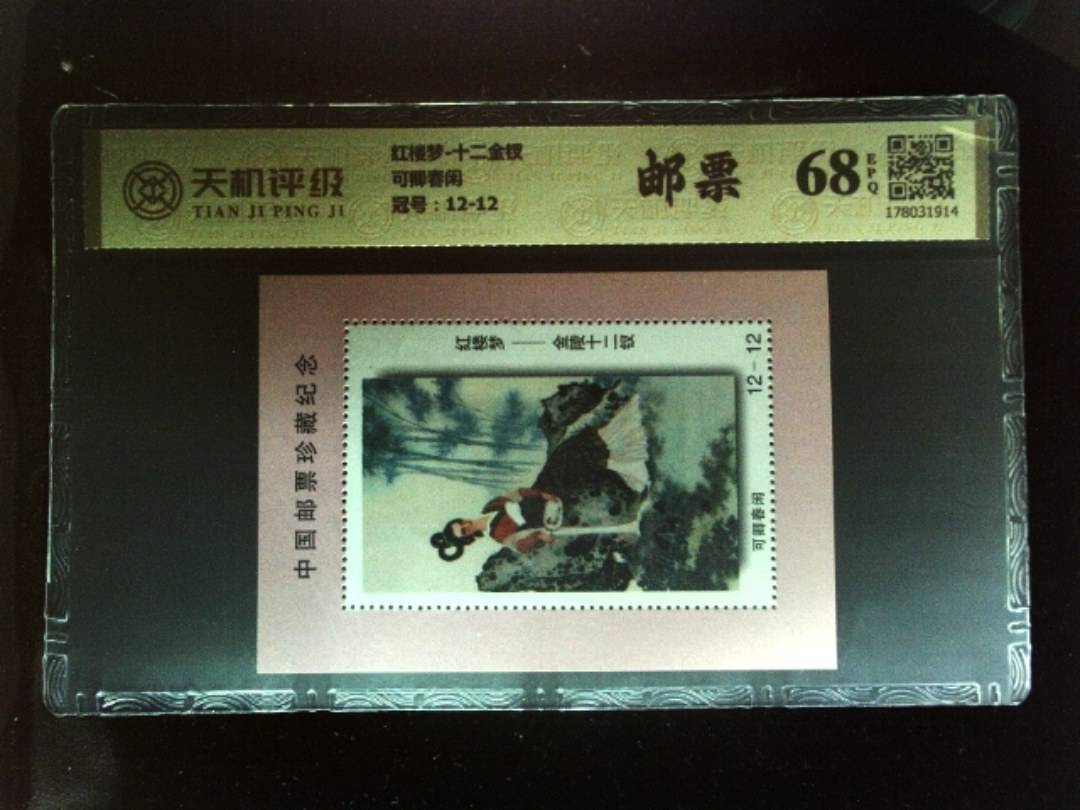 天机评级
TIAN JI PING JI
红楼梦-十二金钗
可卿春闲
冠号：12-12
邮票
68
EPQ
178031914
中国邮票珍藏纪念
红楼梦——金陵十二钗
12-12
可卿春闲